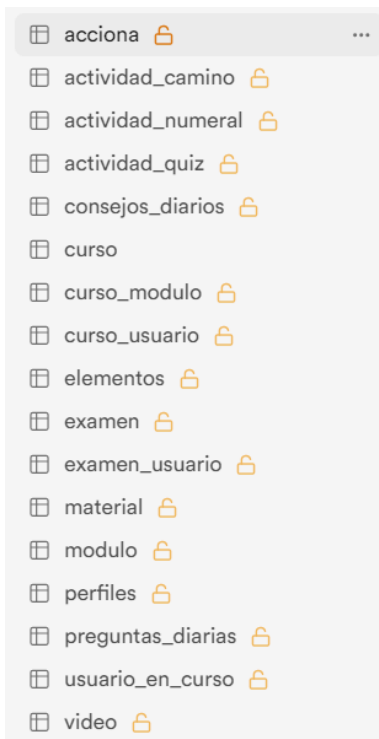 acciona
actividad_camino
actividad_numeral
actividad_quiz
consejos_diarios
curso
curso_modulo
curso_usuario
elementos
examen
examen_usuario
material
modulo
perfiles
preguntas_diarias
usuario_en_curso
video